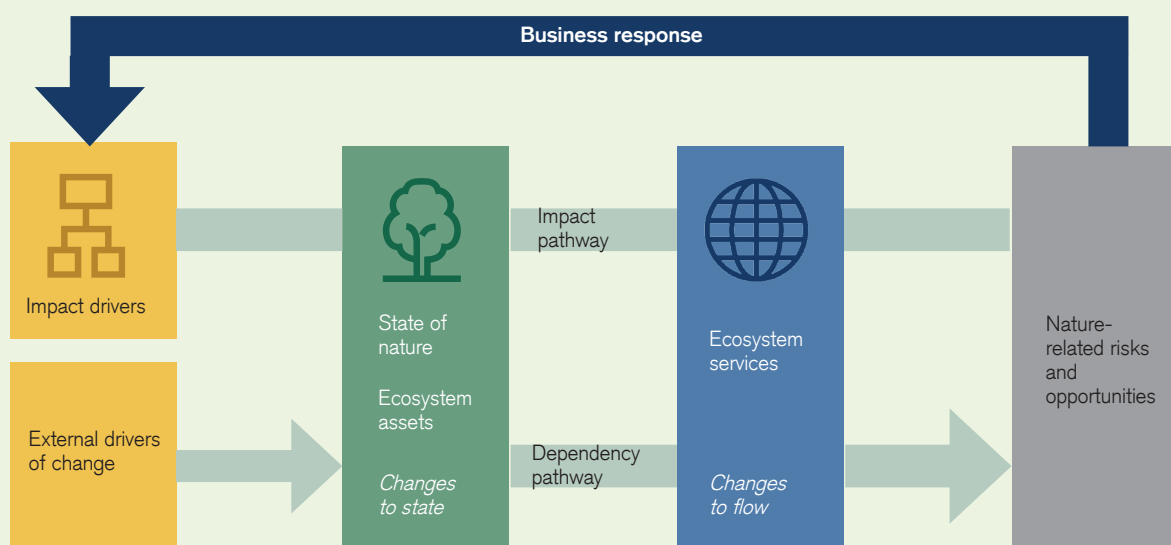 Business response
Impact drivers
External drivers
of change
State of
nature
Ecosystem
assets
Changes
to state
Impact
pathway
Dependency
pathway
Ecosystem
services
Changes
to flow
Nature-
related risks
and
opportunities